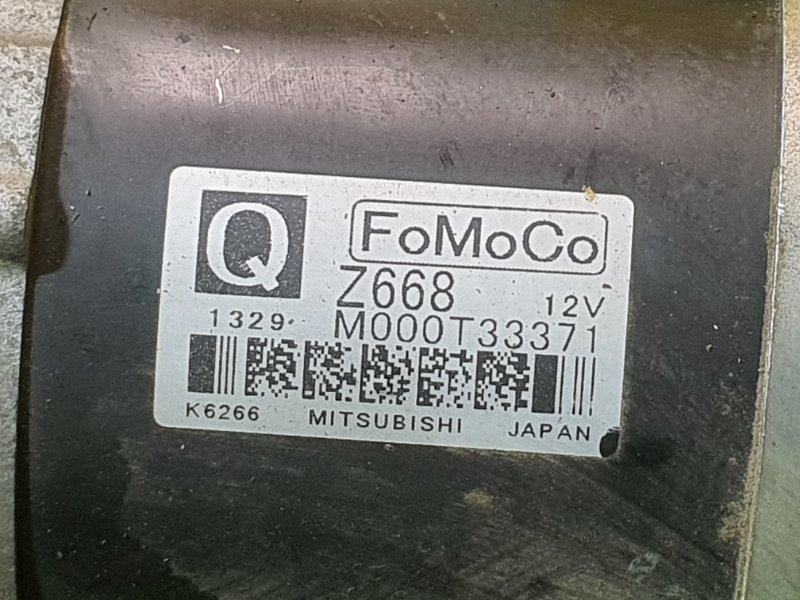 Q FoMoCo
Z668 12V
1329 M000T33371
K6266 MITSUBISHI JAPAN